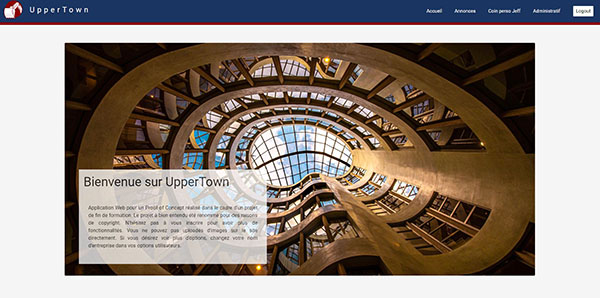 UpperTown
Accueil
Annonces
Coin perso Jeff
Administratif
Logout
Bienvenue sur UpperTown
Application Web pour un Proof of Concept réalisé dans le cadre d'un projet
de fin de formation. Le projet a bien entendu été renommé pour des raisons
de copyright. N'hésitez pas à vous inscrire pour avoir plus de
fonctionnalités. Vous ne pouvez pas uploader d'images sur le site
directement. Si vous désirez voir plus d'options, changez votre nom
d'entreprise dans vos options utilisateurs.